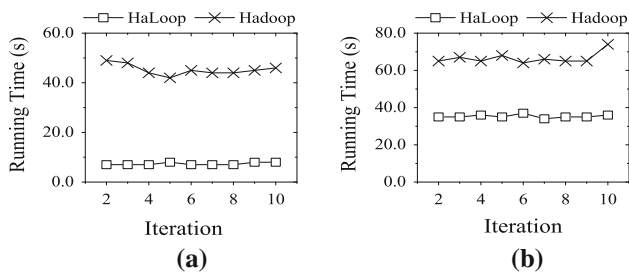 HaLoop Hadoop
60.0
40.0
20.0
0.0
Running Time (s)
2 4 6 8 10
Iteration
(a)
HaLoop Hadoop
80.0
60.0
40.0
20.0
0.0
Running Time (s)
2 4 6 8 10
Iteration
(b)